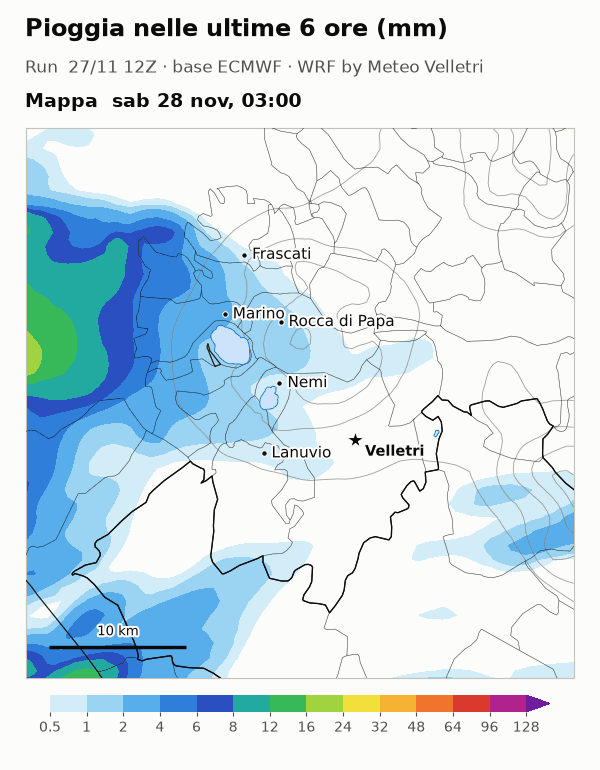 Pioggia nelle ultime 6 ore (mm)
Run  27/11 12Z · base ECMWF · WRF by Meteo Velletri
Mappa  sab 28 nov, 03:00
Frascati
Marino
Rocca di Papa
Nemi
Velletri
Lanuvio
10 km
0.5 1 2 4 6 8 12 16 24 32 48 64 96 128